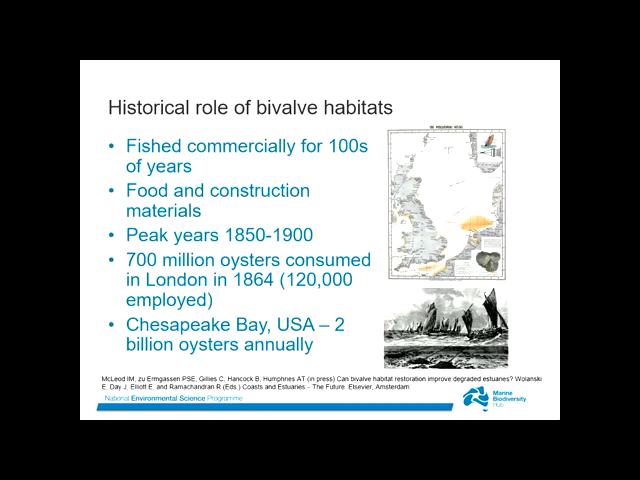 Historical role of bivalve habitats
• Fished commercially for 100s
of years
• Food and construction
materials
• Peak years 1850-1900
• 700 million oysters consumed
in London in 1864 (120,000
employed)
• Chesapeake Bay, USA – 2
billion oysters annually
McLeod IM, zu Ermgassen PSE, Gillies C, Hancock B, Humphries AT (in press) Can bivalve habitat restoration improve degraded estuaries? Wolanski
E, Day J, Elliott E, and Ramachandran R (Eds.) Coasts and Estuaries – The Future. Elsevier, Amsterdam
National Environmental Science Programme
Marine
Biodiversity
Hub